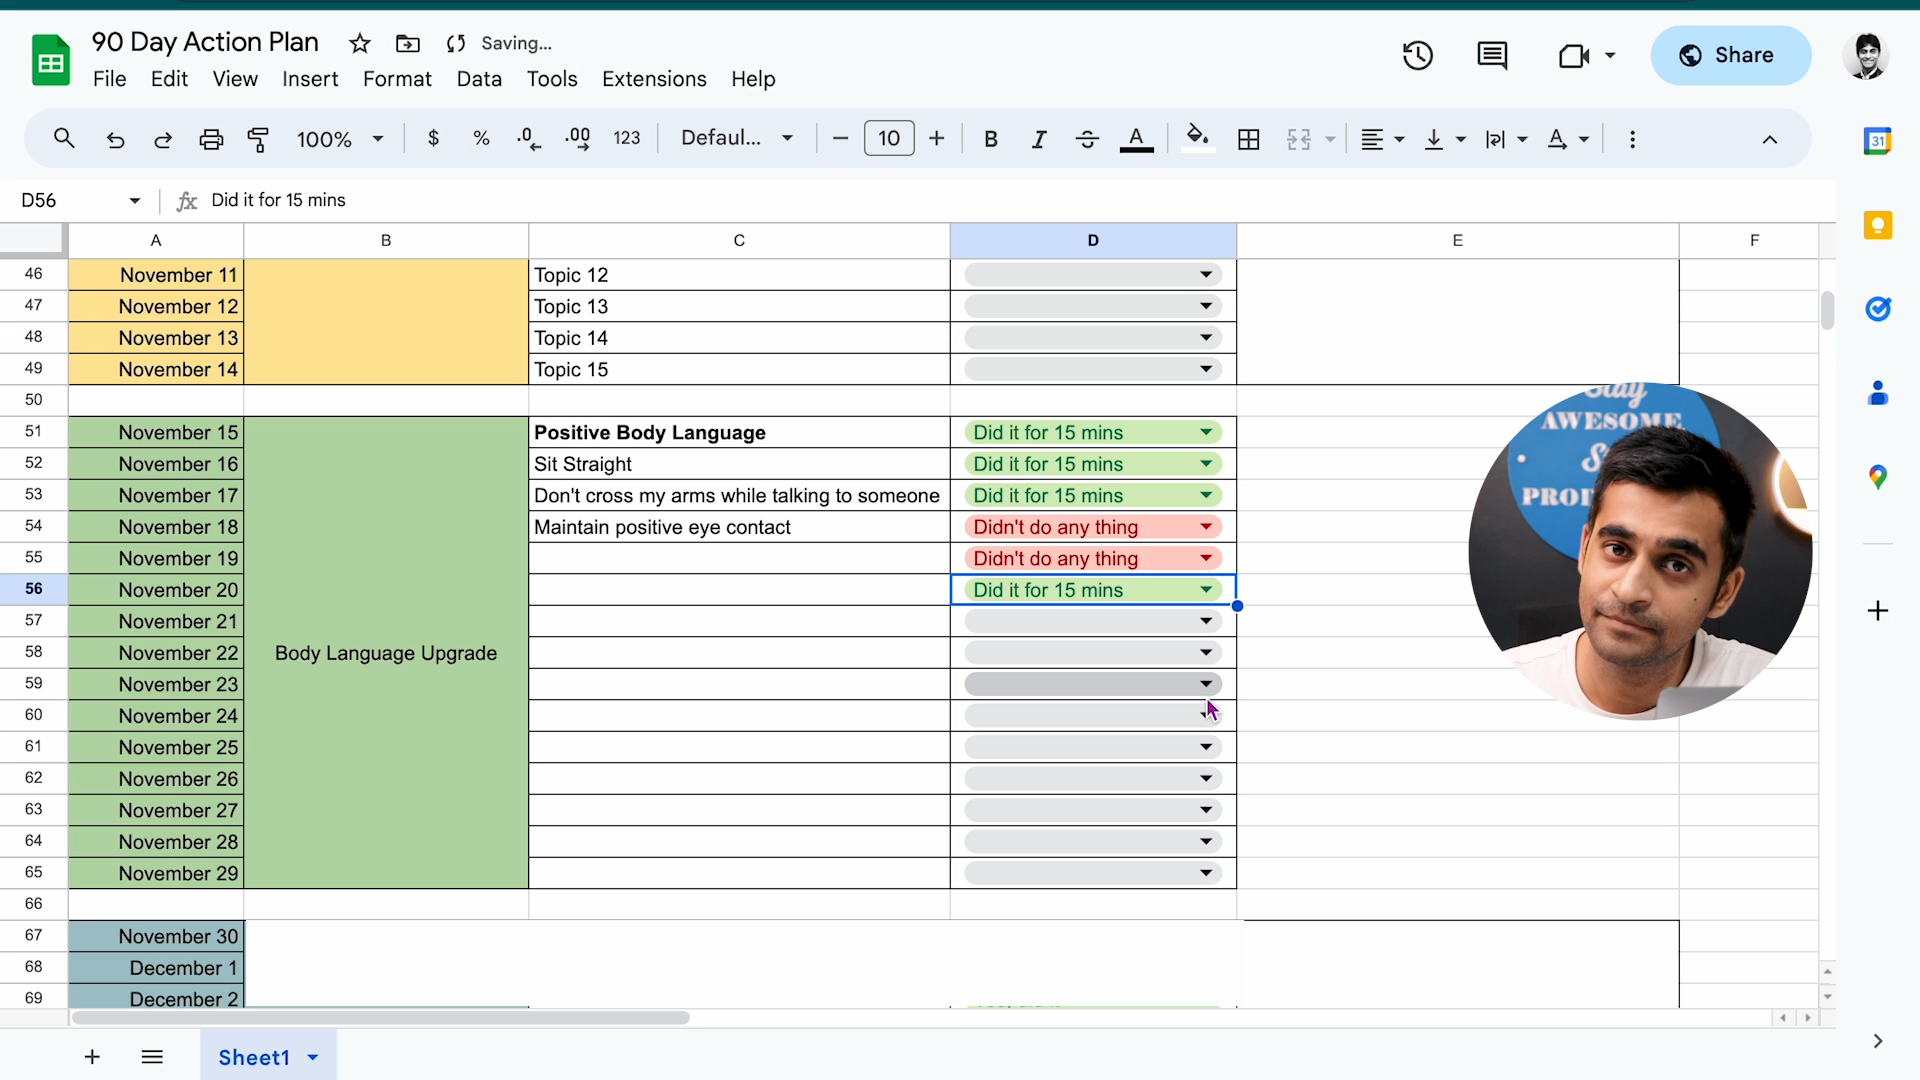 90 Day Action Plan Saving...
File Edit View Insert Format Data Tools Extensions Help
Share
100% $ % .0 .00 123 Defaul... 10 B I A
31
D56 fx Did it for 15 mins
A B C D E F
46 November 11 Topic 12
47 November 12 Topic 13
48 November 13 Topic 14
49 November 14 Topic 15
50
51 November 15 Positive Body Language Did it for 15 mins
52 November 16 Sit Straight Did it for 15 mins
53 November 17 Don't cross my arms while talking to someone Did it for 15 mins
54 November 18 Maintain positive eye contact Didn't do any thing
55 November 19 Didn't do any thing
56 November 20 Did it for 15 mins
57 November 21
58 November 22 Body Language Upgrade
59 November 23
60 November 24
61 November 25
62 November 26
63 November 27
64 November 28
65 November 29
66
67 November 30
68 December 1
69 December 2
Stay
AWESOME
Sheet1